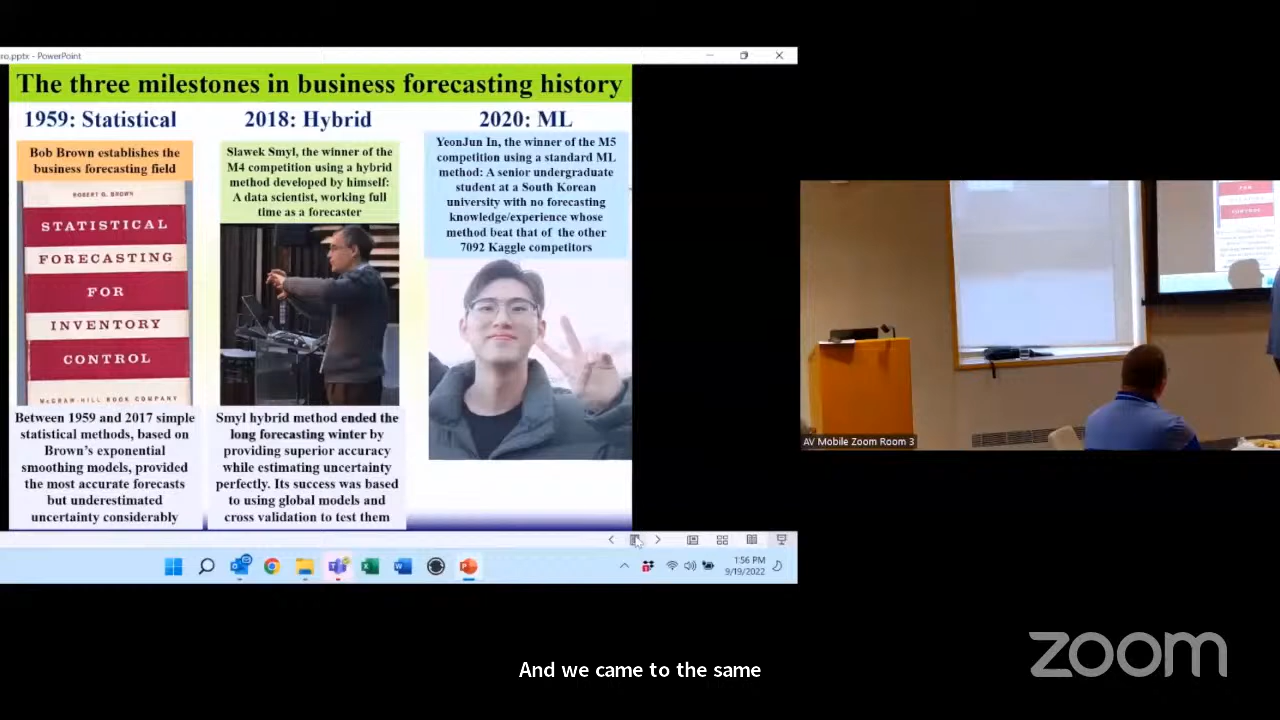 ro.pptx - PowerPoint
The three milestones in business forecasting history
1959: Statistical
Bob Brown establishes the
business forecasting field
ROBERT G. BROWN
STATISTICAL
FORECASTING
FOR
INVENTORY
CONTROL
McGRAW-HILL BOOK COMPANY
Between 1959 and 2017 simple
statistical methods, based on
Brown's exponential
smoothing models, provided
the most accurate forecasts
but underestimated
uncertainty considerably
2018: Hybrid
Slawek Smyl, the winner of the
M4 competition using a hybrid
method developed by himself:
A data scientist, working full
time as a forecaster
Smyl hybrid method ended the
long forecasting winter by
providing superior accuracy
while estimating uncertainty
perfectly. Its success was based
to using global models and
cross validation to test them
2020: ML
YeonJun In, the winner of the M5
competition using a standard ML
method: A senior undergraduate
student at a South Korean
university with no forecasting
knowledge/experience whose
method beat that of the other
7092 Kaggle competitors
1:56 PM
9/19/2022
AV Mobile Zoom Room 3
CONTROL
And we came to the same
zoom